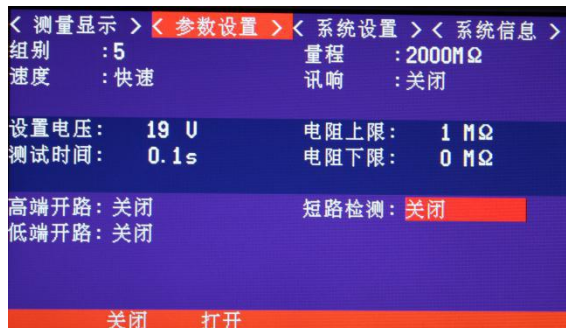 < 测量显示 > < 参数设置 > < 系统设置 > < 系统信息 >
组别 :5 量程 :2000MΩ
速度 :快速 讯响 :关闭
设置电压: 19 U 电阻上限: 1 MΩ
测试时间: 0.1s 电阻下限: 0 MΩ
高端开路:关闭 短路检测:关闭
低端开路:关闭
关闭 打开